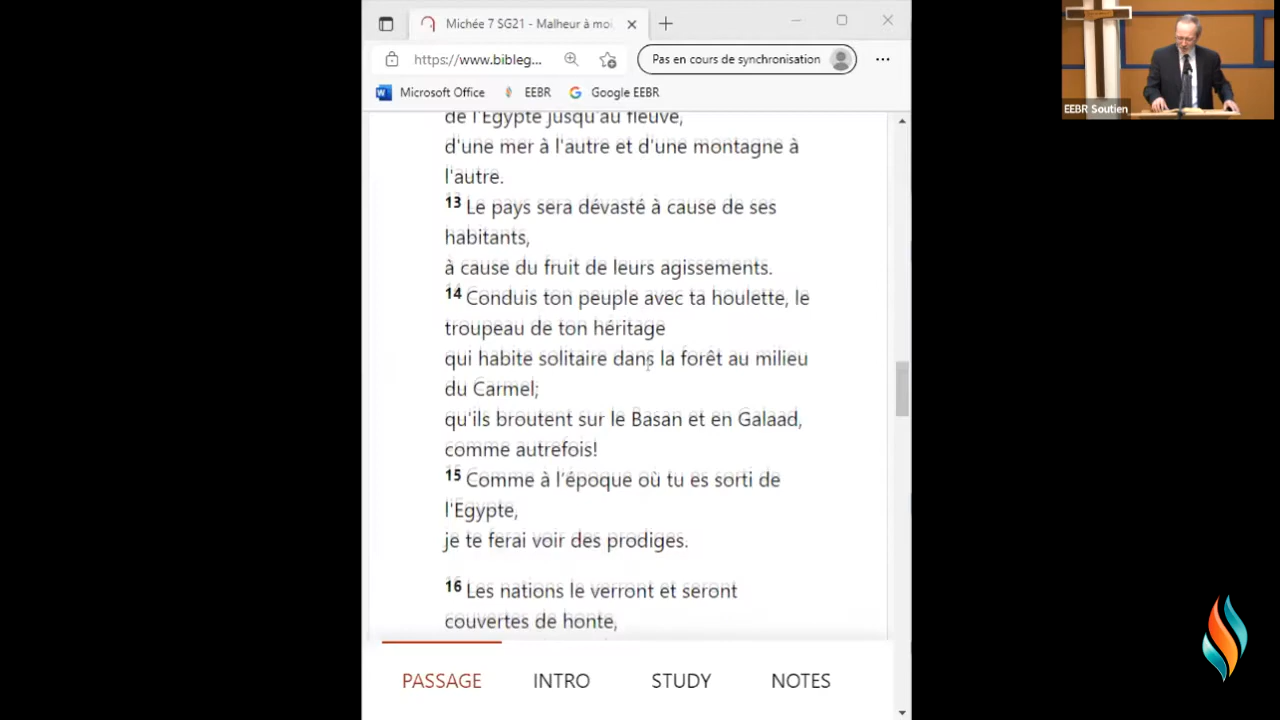 Michée 7 SG21 - Malheur à moi
https://www.bibleg...
Pas en cours de synchronisation
Microsoft Office
EEBR
Google EEBR
de l'Egypte jusqu'au fleuve,
d'une mer à l'autre et d'une montagne à
l'autre.
13 Le pays sera dévasté à cause de ses
habitants,
à cause du fruit de leurs agissements.
14 Conduis ton peuple avec ta houlette, le
troupeau de ton héritage
qui habite solitaire dans la forêt au milieu
du Carmel;
qu'ils broutent sur le Basan et en Galaad,
comme autrefois!
15 Comme à l'époque où tu es sorti de
l'Egypte,
je te ferai voir des prodiges.
16 Les nations le verront et seront
couvertes de honte,
PASSAGE
INTRO
STUDY
NOTES
EEBR Soutien